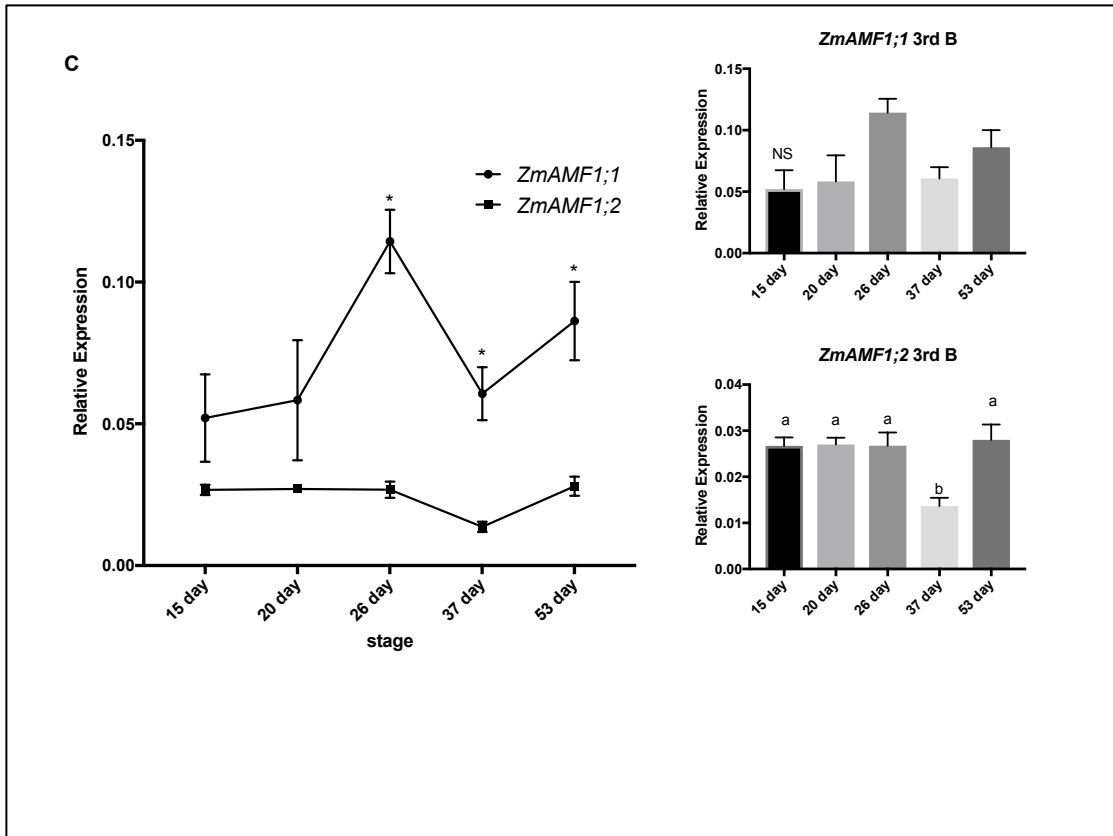 C
Relative Expression
0.15
0.10
0.05
0.00
ZmAMF1;1
ZmAMF1;2
*
*
*
15 day
20 day
26 day
37 day
53 day
stage
ZmAMF1;1 3rd B
Relative Expression
0.15
0.10
0.05
0.00
NS
15 day
20 day
26 day
37 day
53 day
ZmAMF1;2 3rd B
Relative Expression
0.04
0.03
0.02
0.01
0.00
a
a
a
b
a
15 day
20 day
26 day
37 day
53 day